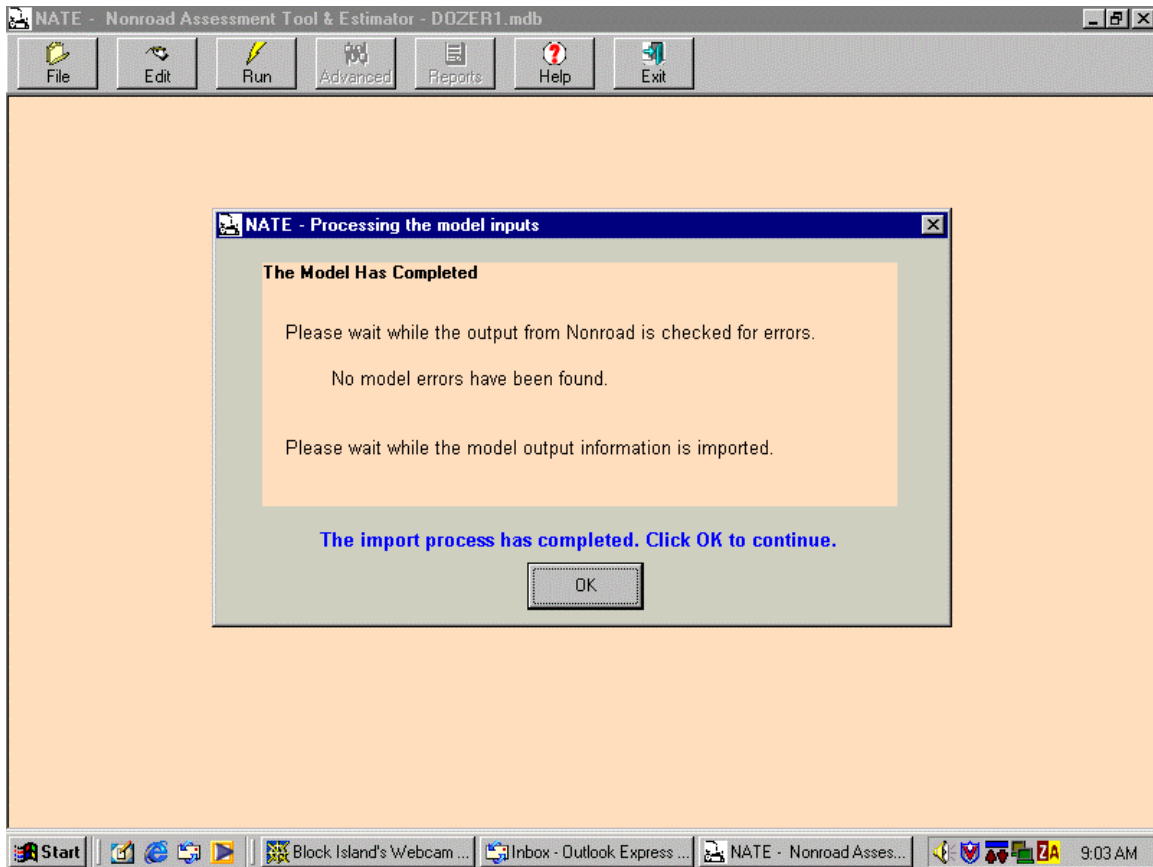 NATE - Nonroad Assessment Tool & Estimator - DOZER1.mdb
File Edit Run Advanced Reports Help Exit
NATE - Processing the model inputs
The Model Has Completed
Please wait while the output from Nonroad is checked for errors.
No model errors have been found.
Please wait while the model output information is imported.
The import process has completed. Click OK to continue.
OK
Start Block Island's Webcam ... Inbox - Outlook Express ... NATE - Nonroad Asses... ZA 9:03 AM